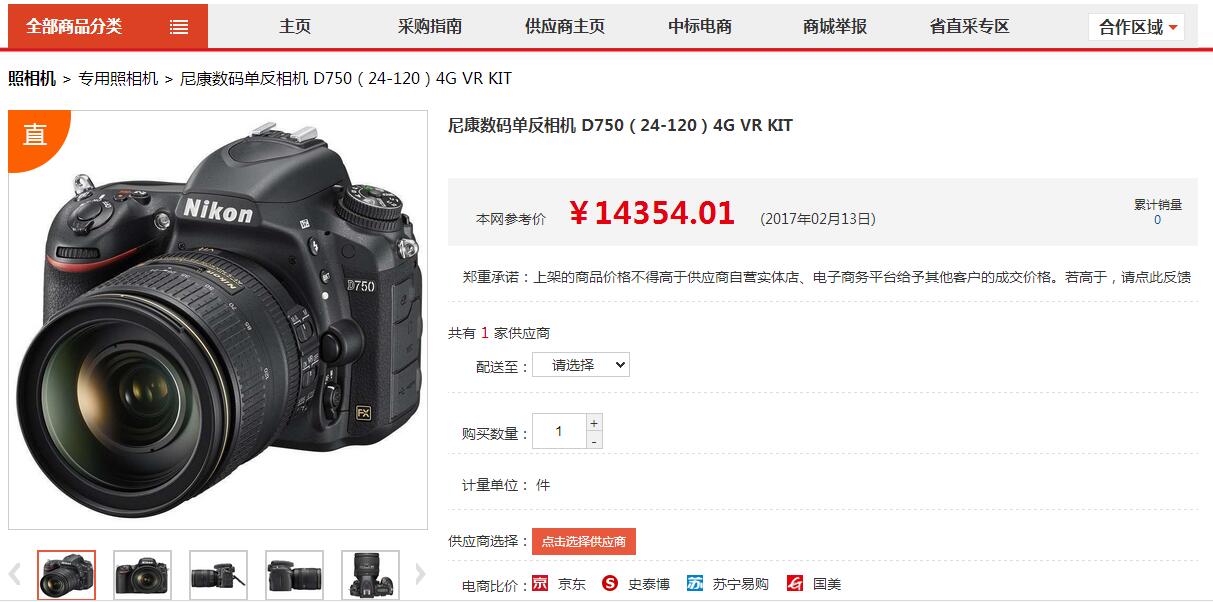 全部商品分类 主页 采购指南 供应商主页 中标电商 商城举报 省直采专区 合作区域
照相机 > 专用照相机 > 尼康数码单反相机 D750（24-120）4G VR KIT
直
尼康数码单反相机 D750（24-120）4G VR KIT
Nikon
D750
FX
本网参考价 ￥14354.01 (2017年02月13日)
累计销量
0
郑重承诺：上架的商品价格不得高于供应商自营实体店、电子商务平台给予其他客户的成交价格。若高于，请点此反馈
共有 1 家供应商
配送至： 请选择
购买数量： 1 + -
计量单位： 件
供应商选择： 点击选择供应商
电商比价： 京 京东 S 史泰博 苏 苏宁易购 国美